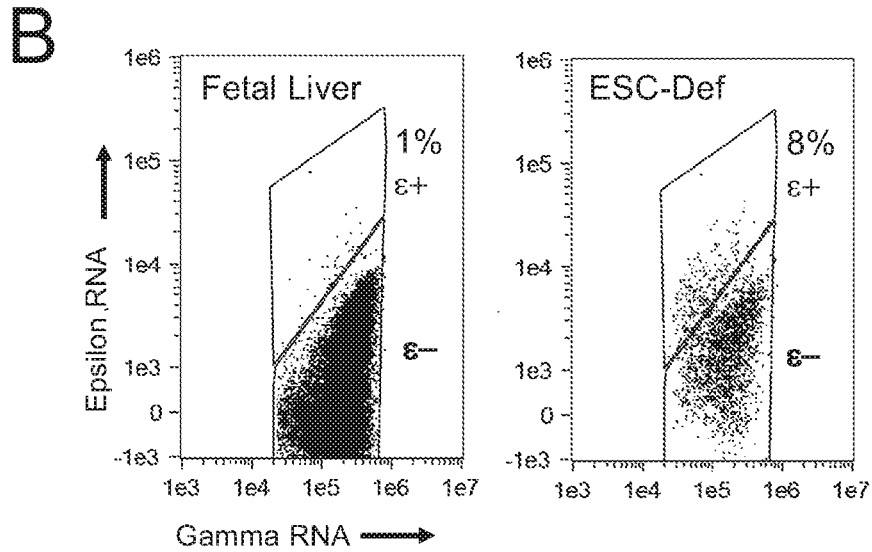 B
Fetal Liver
1e6
1e5
1e4
1e3
0
-1e3
1%
ε+
ε−
1e3 1e4 1e5 1e6 1e7
Epsilon RNA
Gamma RNA
ESC-Def
1e6
1e5
1e4
1e3
0
-1e3
8%
ε+
ε−
1e3 1e4 1e5 1e6 1e7